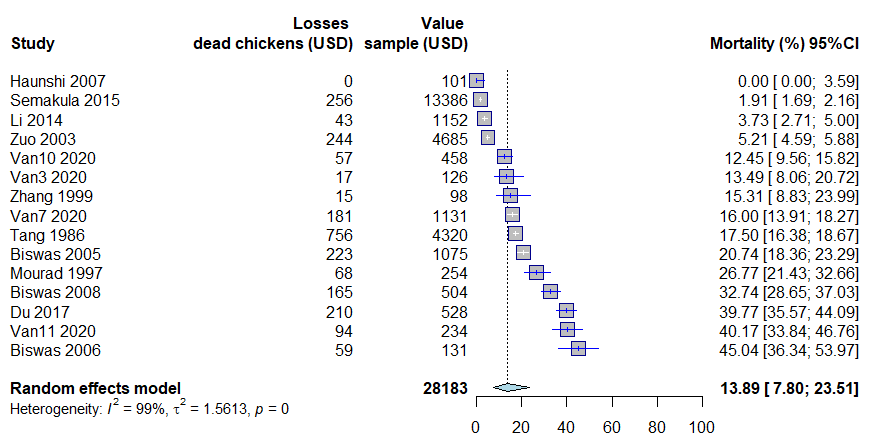 Losses Value
Study dead chickens (USD) sample (USD) Mortality (%) 95%CI
Haunshi 2007 0 101 0.00 [ 0.00; 3.59]
Semakula 2015 256 13386 1.91 [ 1.69; 2.16]
Li 2014 43 1152 3.73 [ 2.71; 5.00]
Zuo 2003 244 4685 5.21 [ 4.59; 5.88]
Van10 2020 57 458 12.45 [ 9.56; 15.82]
Van3 2020 17 126 13.49 [ 8.06; 20.72]
Zhang 1999 15 98 15.31 [ 8.83; 23.99]
Van7 2020 181 1131 16.00 [13.91; 18.27]
Tang 1986 756 4320 17.50 [16.38; 18.67]
Biswas 2005 223 1075 20.74 [18.36; 23.29]
Mourad 1997 68 254 26.77 [21.43; 32.66]
Biswas 2008 165 504 32.74 [28.65; 37.03]
Du 2017 210 528 39.77 [35.57; 44.09]
Van11 2020 94 234 40.17 [33.84; 46.76]
Biswas 2006 59 131 45.04 [36.34; 53.97]
Random effects model 28183 13.89 [ 7.80; 23.51]
Heterogeneity: I² = 99%, τ² = 1.5613, p = 0
0 20 40 60 80 100